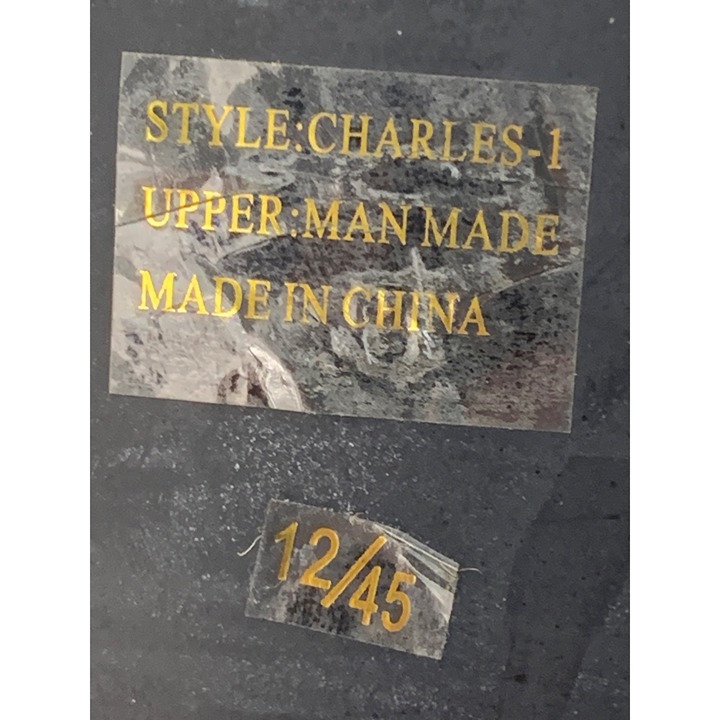 STYLE:CHARLES-1
UPPER:MAN MADE
MADE IN CHINA
12/45